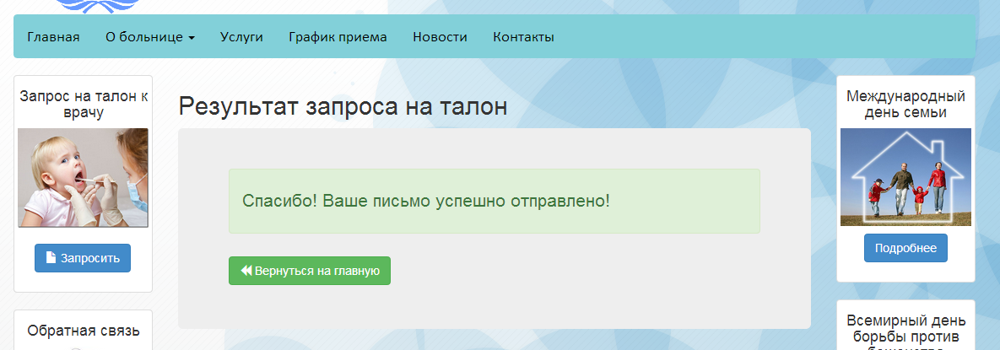 Главная О больнице Услуги График приема Новости Контакты
Запрос на талон к
врачу
Запросить
Обратная связь
Результат запроса на талон
Спасибо! Ваше письмо успешно отправлено!
Вернуться на главную
Международный
день семьи
Подробнее
Всемирный день
борьбы против